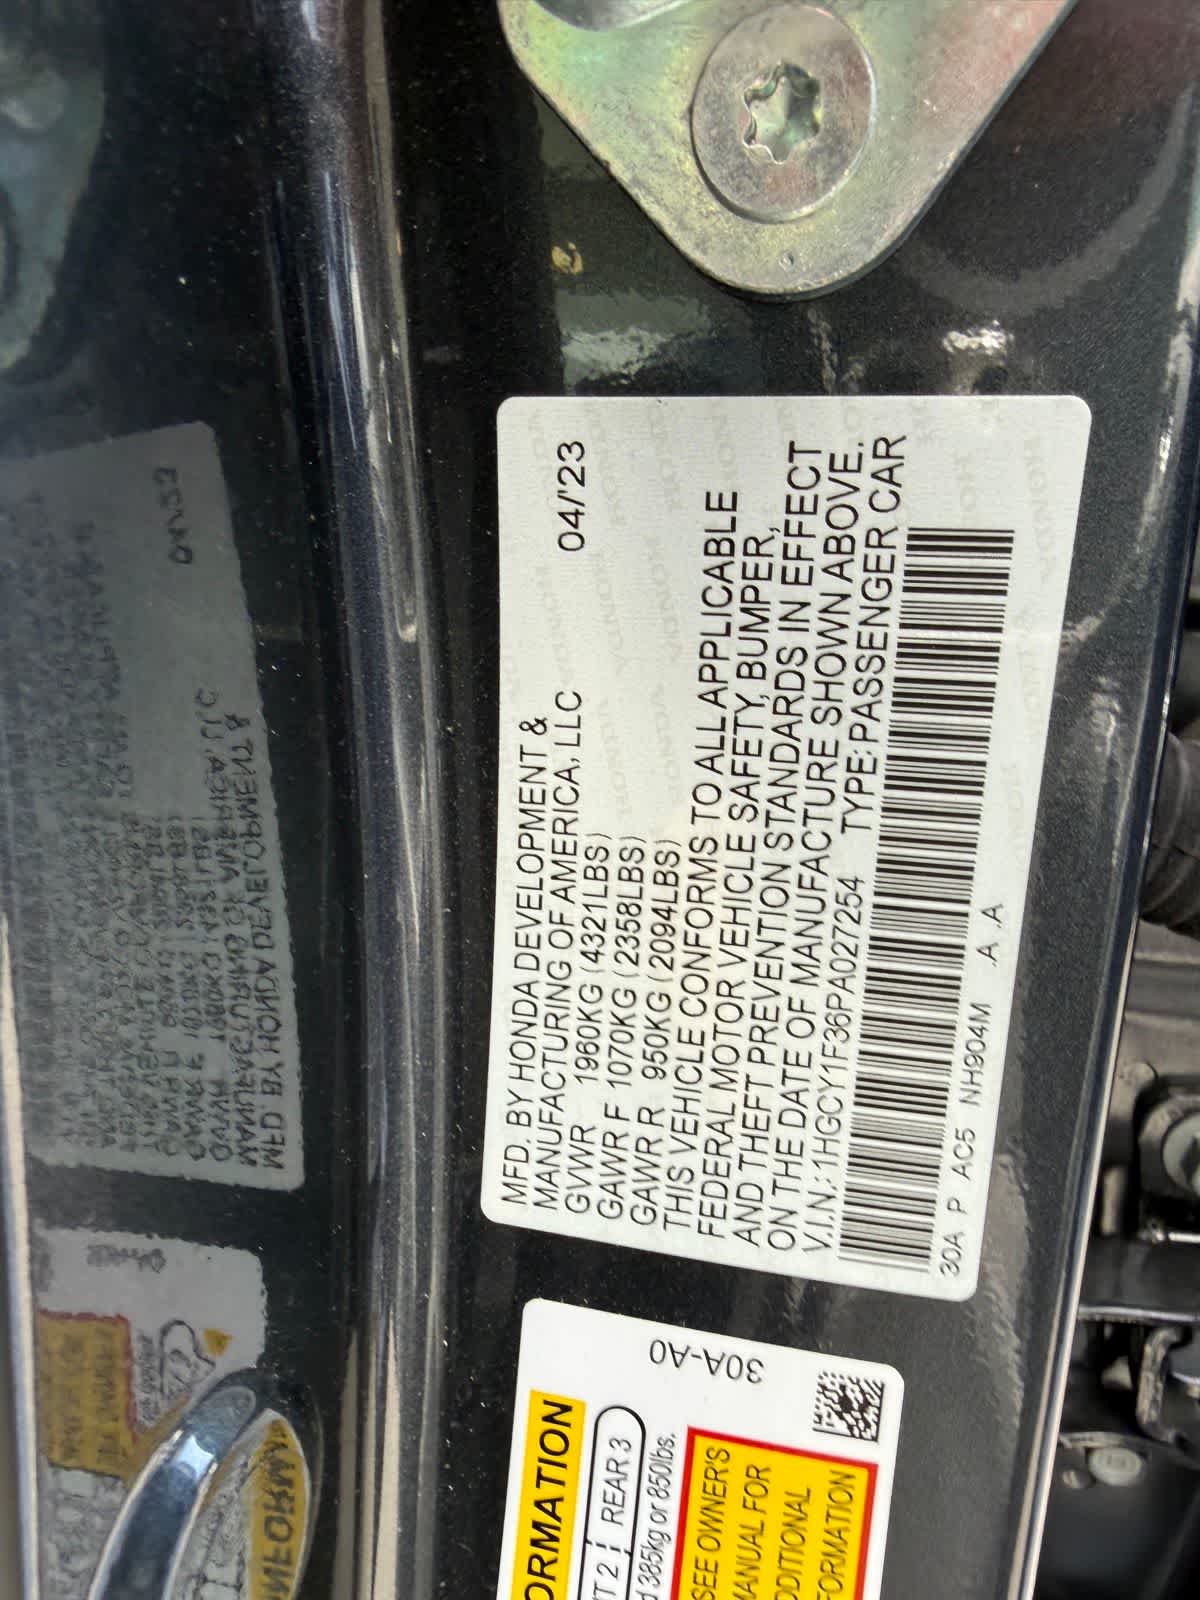 MFD. BY HONDA DEVELOPMENT &
MANUFACTURING OF AMERICA, LLC 04/'23
GVWR 1960KG (4321LBS)
GAWR F 1070KG (2358LBS)
GAWR R 950KG (2094LBS)
THIS VEHICLE CONFORMS TO ALL APPLICABLE
FEDERAL MOTOR VEHICLE SAFETY, BUMPER,
AND THEFT PREVENTION STANDARDS IN EFFECT
ON THE DATE OF MANUFACTURE SHOWN ABOVE.
V.I.N.: 1HGCY1F36PA027254 TYPE: PASSENGER CAR
30A P AC5 NH904M A .A
30A-A0
ORMATION
2 REAR 3
385kg or 850lbs.
SEE OWNER'S
MANUAL FOR
DDITIONAL
FORMATION